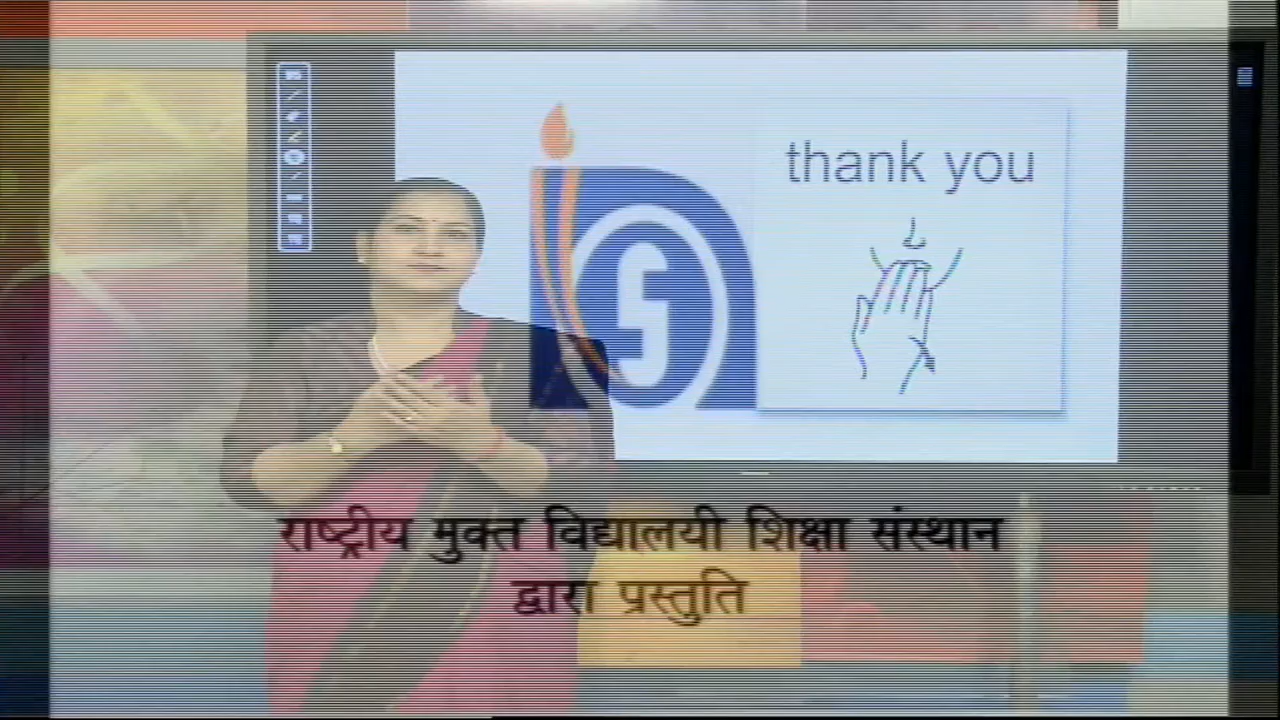 thank you
राष्ट्रीय मुक्त विद्यालयी शिक्षा संस्थान
द्वारा प्रस्तुति